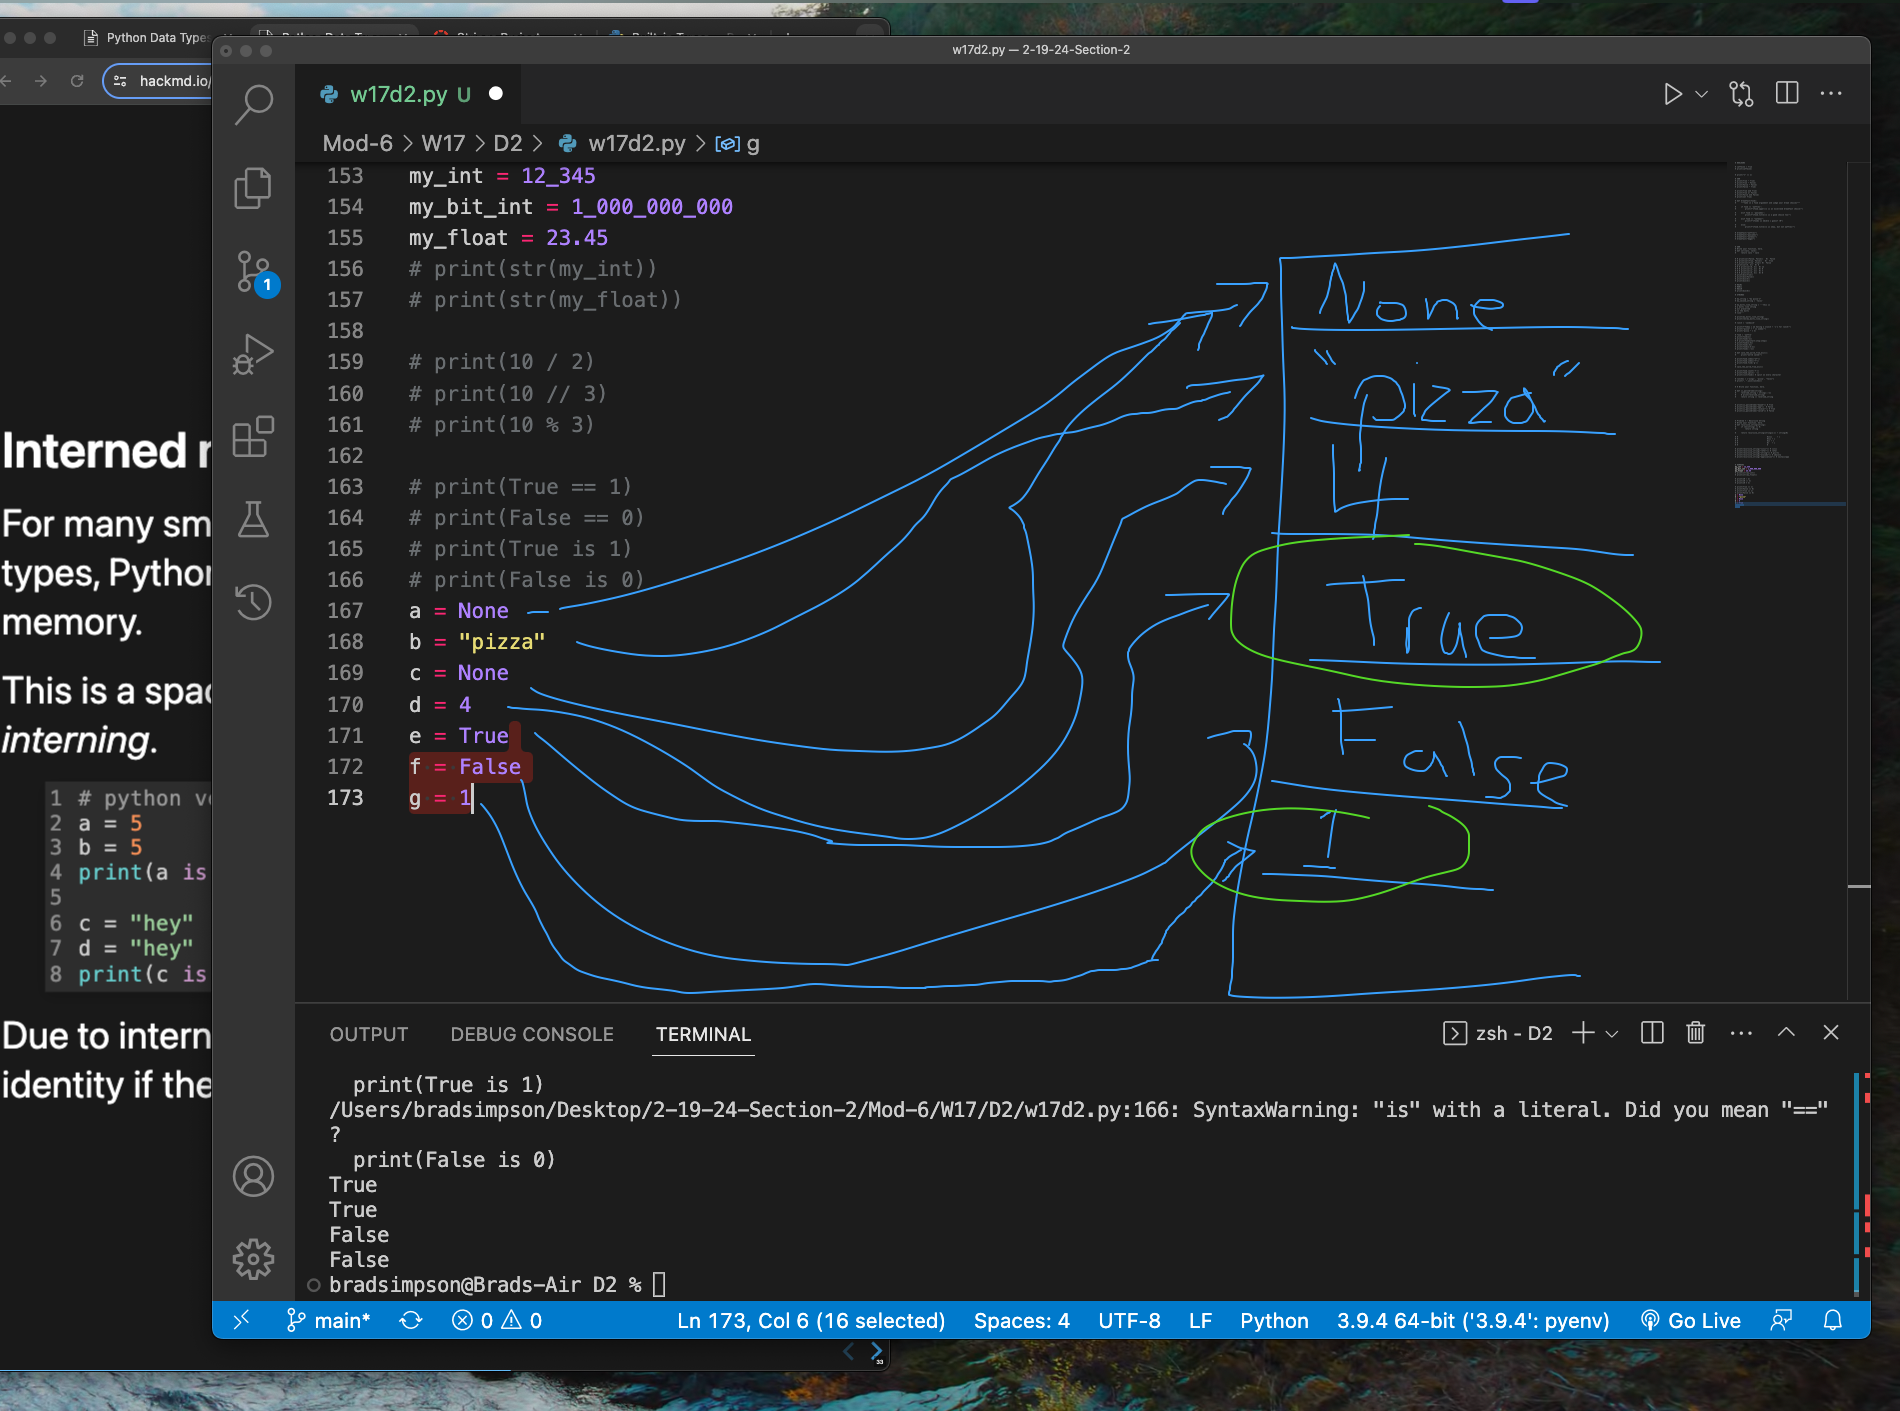 Python Data Types
hackmd.io/
w17d2.py — 2-19-24-Section-2
w17d2.py U
Mod-6 > W17 > D2 > w17d2.py > g
153 my_int = 12_345
154 my_bit_int = 1_000_000_000
155 my_float = 23.45
156 # print(str(my_int))
157 # print(str(my_float))
158
159 # print(10 / 2)
160 # print(10 // 3)
161 # print(10 % 3)
162
163 # print(True == 1)
164 # print(False == 0)
165 # print(True is 1)
166 # print(False is 0)
167 a = None
168 b = "pizza"
169 c = None
170 d = 4
171 e = True
172 f = False
173 g = 1
None
"pizza"
4
True
False
1
Interned
For many sm
types, Python
memory.
This is a spac
interning.
1 # python ve
2 a = 5
3 b = 5
4 print(a is
5
6 c = "hey"
7 d = "hey"
8 print(c is
Due to intern
identity if the
1
OUTPUT DEBUG CONSOLE TERMINAL
zsh - D2
print(True is 1)
/Users/bradsimpson/Desktop/2-19-24-Section-2/Mod-6/W17/D2/w17d2.py:166: SyntaxWarning: "is" with a literal. Did you mean "=="
?
print(False is 0)
True
True
False
False
bradsimpson@Brads-Air D2 %
main* 0 0 Ln 173, Col 6 (16 selected) Spaces: 4 UTF-8 LF Python 3.9.4 64-bit ('3.9.4': pyenv) Go Live
33